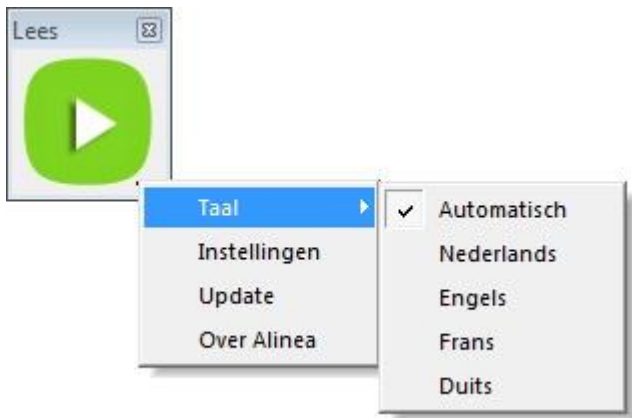 Lees
Taal
Instellingen
Update
Over Alinea
Automatisch
Nederlands
Engels
Frans
Duits